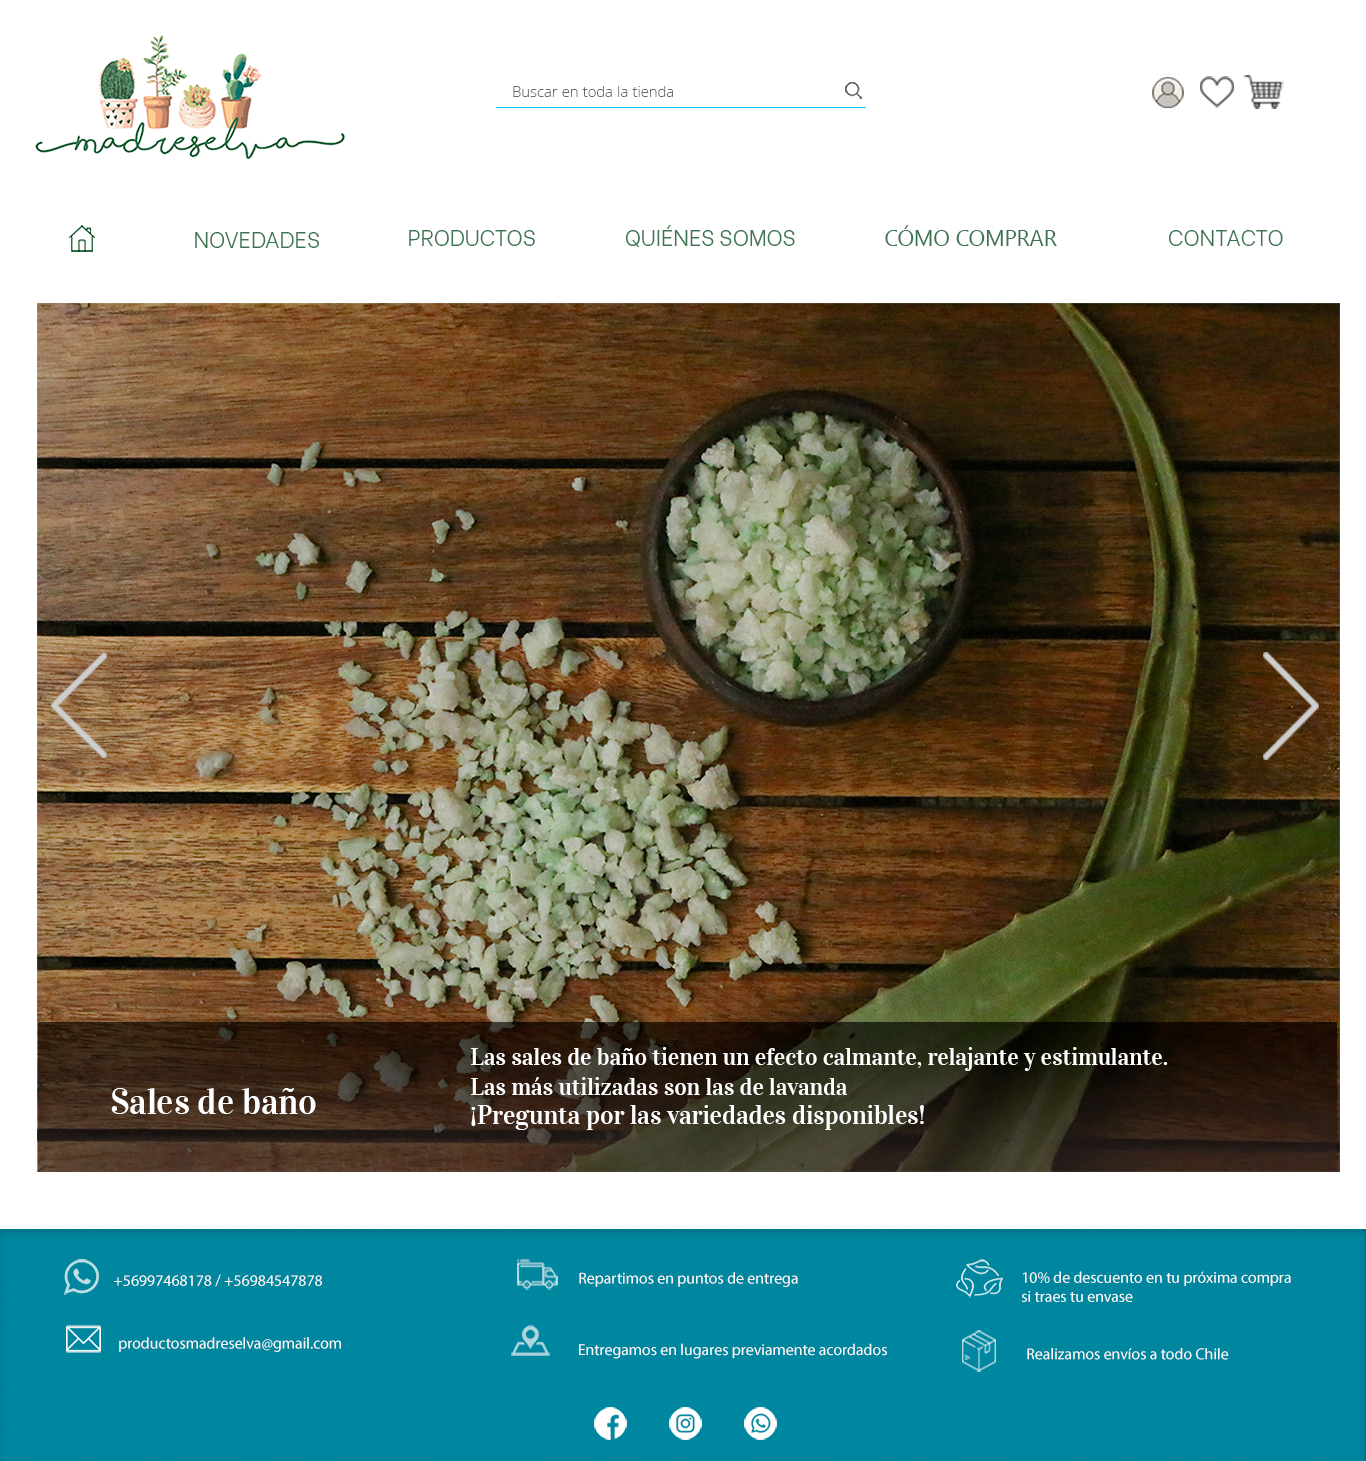 madreselva
Buscar en toda la tienda
NOVEDADES
PRODUCTOS
QUIÉNES SOMOS
CÓMO COMPRAR
CONTACTO
Sales de baño
Las sales de baño tienen un efecto calmante, relajante y estimulante.
Las más utilizadas son las de lavanda
¡Pregunta por las variedades disponibles!
+56997468178 / +56984547878
productosmadreselva@gmail.com
Repartimos en puntos de entrega
Entregamos en lugares previamente acordados
10% de descuento en tu próxima compra
si traes tu envase
Realizamos envíos a todo Chile